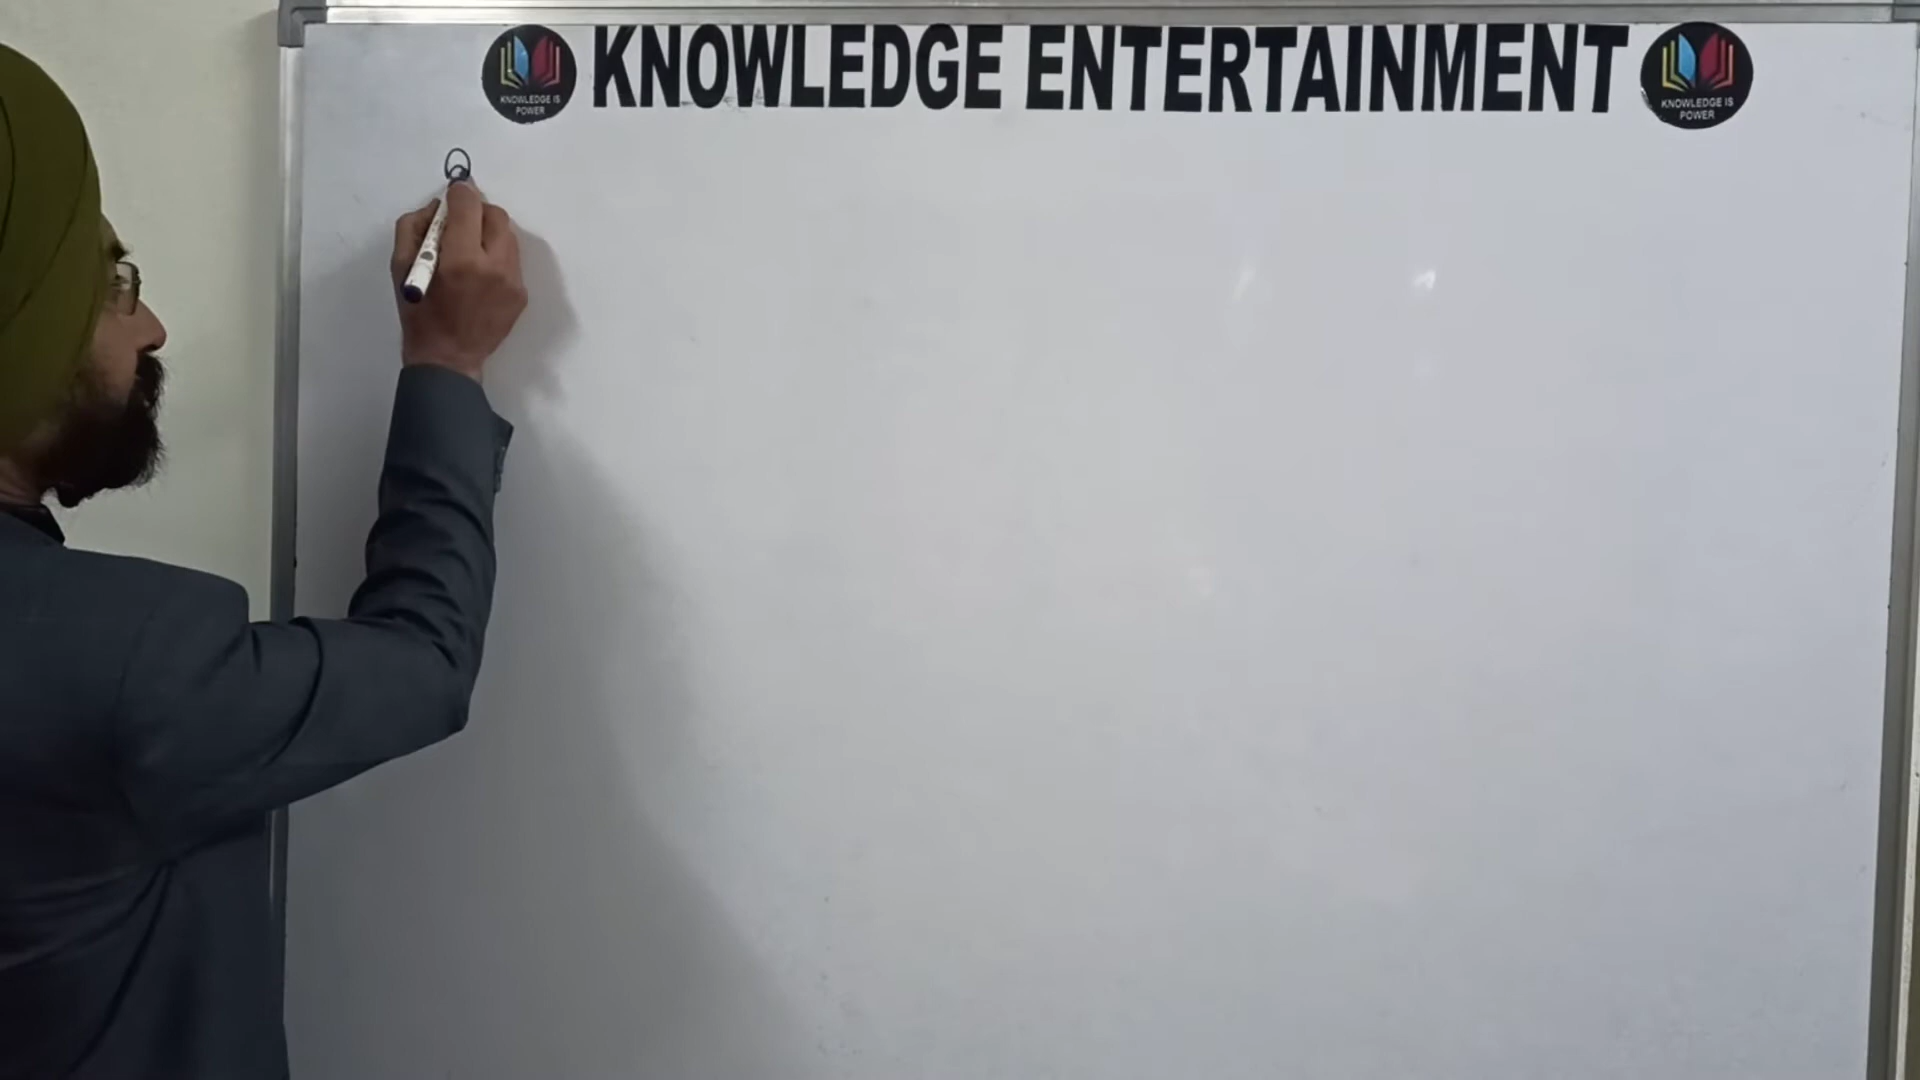 KNOWLEDGE ENTERTAINMENT
KNOWLEDGE IS
POWER
KNOWLEDGE IS
POWER